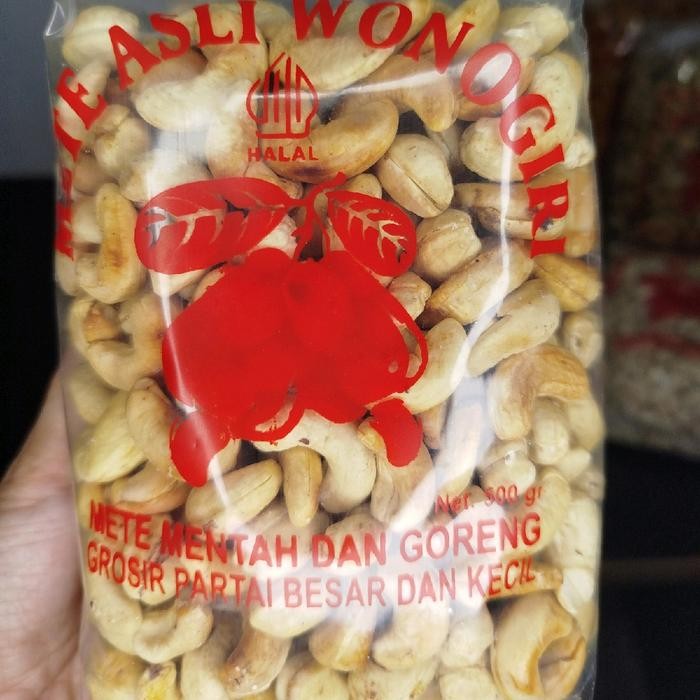 METE ASLI WONOGIRI
HALAL
Net. 500 gr
METE MENTAH DAN GORENG
GROSIR PARTAI BESAR DAN KECIL